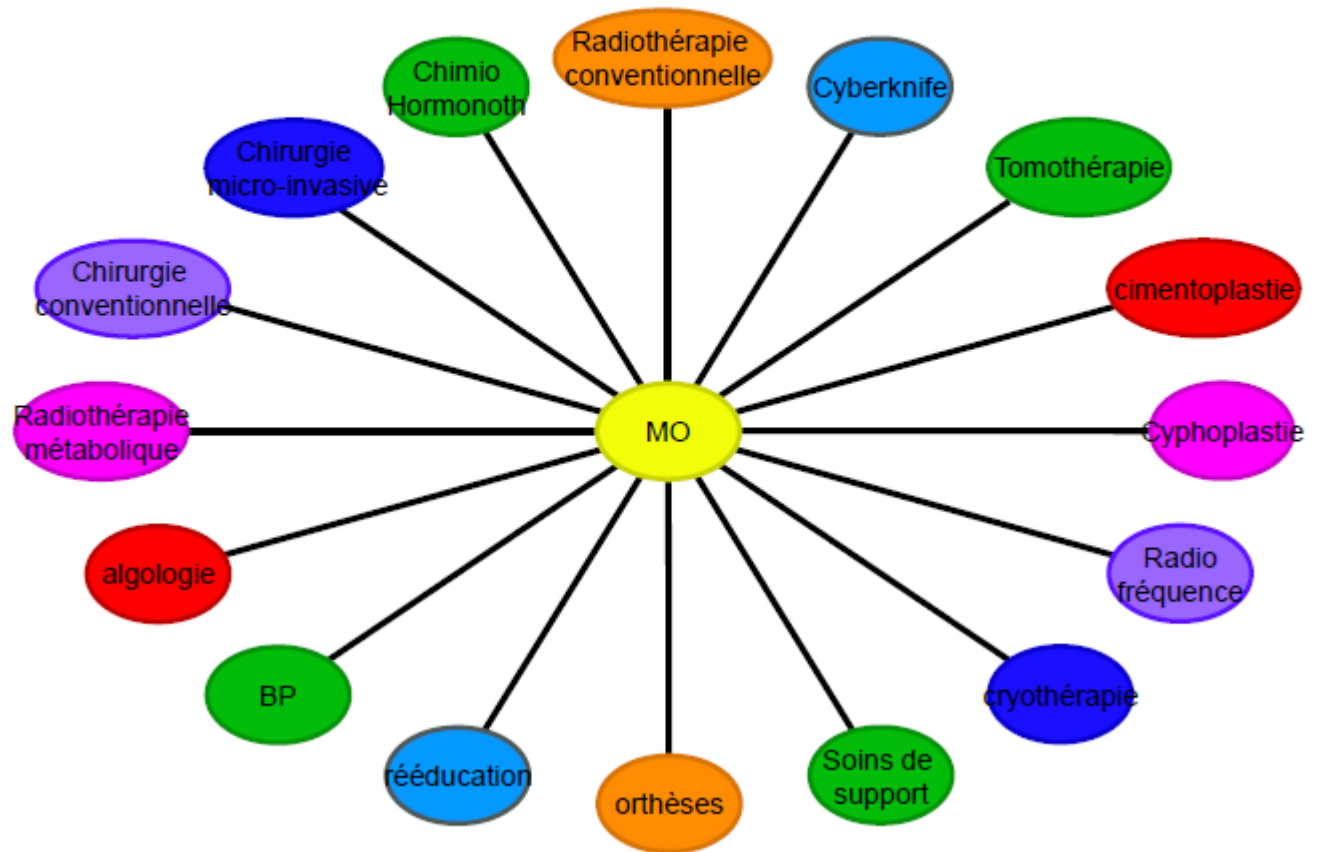 Radiothérapie
conventionnelle
Chimio
Hormonoth
Cyberknife
Chirurgie
micro-invasive
Tomothérapie
Chirurgie
conventionnelle
cimentoplastie
Radiothérapie
métabolique
MO
Cyphoplastie
algologie
Radio
fréquence
BP
cryothérapie
rééducation
Soins de
support
orthèses